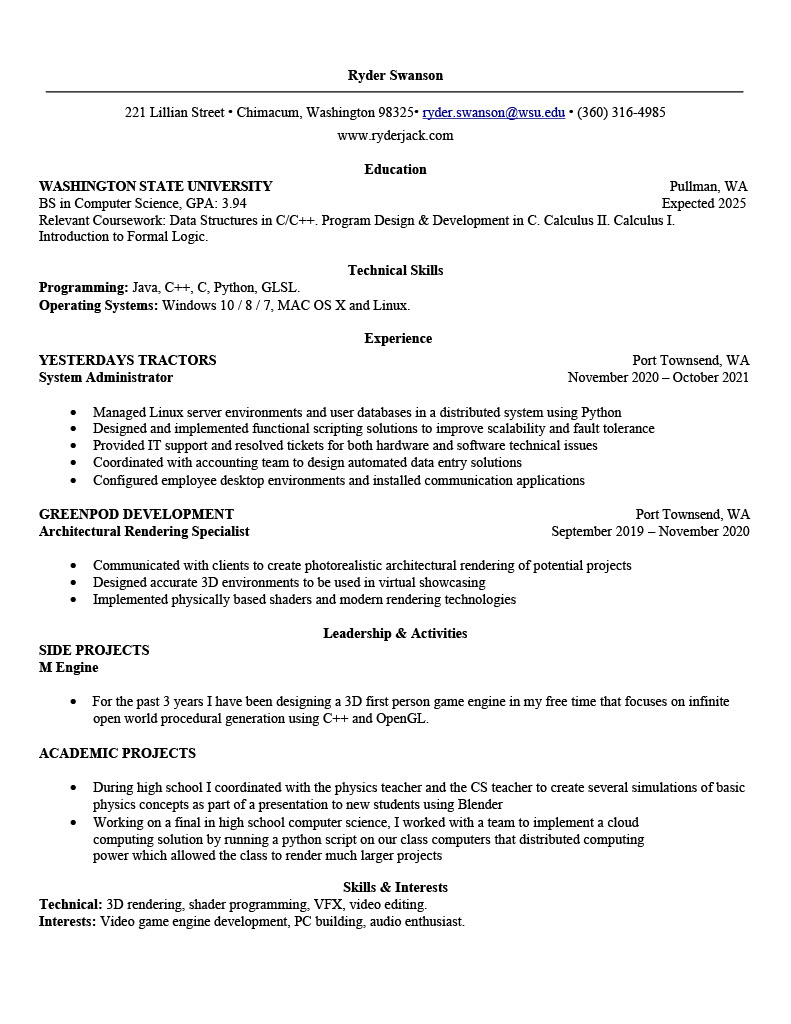 Ryder Swanson
221 Lillian Street • Chimacum, Washington 98325• ryder.swanson@wsu.edu • (360) 316-4985
www.ryderjack.com
Education
WASHINGTON STATE UNIVERSITY Pullman, WA
BS in Computer Science, GPA: 3.94 Expected 2025
Relevant Coursework: Data Structures in C/C++. Program Design & Development in C. Calculus II. Calculus I.
Introduction to Formal Logic.
Technical Skills
Programming: Java, C++, C, Python, GLSL.
Operating Systems: Windows 10 / 8 / 7, MAC OS X and Linux.
Experience
YESTERDAYS TRACTORS Port Townsend, WA
System Administrator November 2020 – October 2021
• Managed Linux server environments and user databases in a distributed system using Python
• Designed and implemented functional scripting solutions to improve scalability and fault tolerance
• Provided IT support and resolved tickets for both hardware and software technical issues
• Coordinated with accounting team to design automated data entry solutions
• Configured employee desktop environments and installed communication applications
GREENPOD DEVELOPMENT Port Townsend, WA
Architectural Rendering Specialist September 2019 – November 2020
• Communicated with clients to create photorealistic architectural rendering of potential projects
• Designed accurate 3D environments to be used in virtual showcasing
• Implemented physically based shaders and modern rendering technologies
Leadership & Activities
SIDE PROJECTS
M Engine
• For the past 3 years I have been designing a 3D first person game engine in my free time that focuses on infinite
open world procedural generation using C++ and OpenGL.
ACADEMIC PROJECTS
• During high school I coordinated with the physics teacher and the CS teacher to create several simulations of basic
physics concepts as part of a presentation to new students using Blender
• Working on a final in high school computer science, I worked with a team to implement a cloud
computing solution by running a python script on our class computers that distributed computing
power which allowed the class to render much larger projects
Skills & Interests
Technical: 3D rendering, shader programming, VFX, video editing.
Interests: Video game engine development, PC building, audio enthusiast.